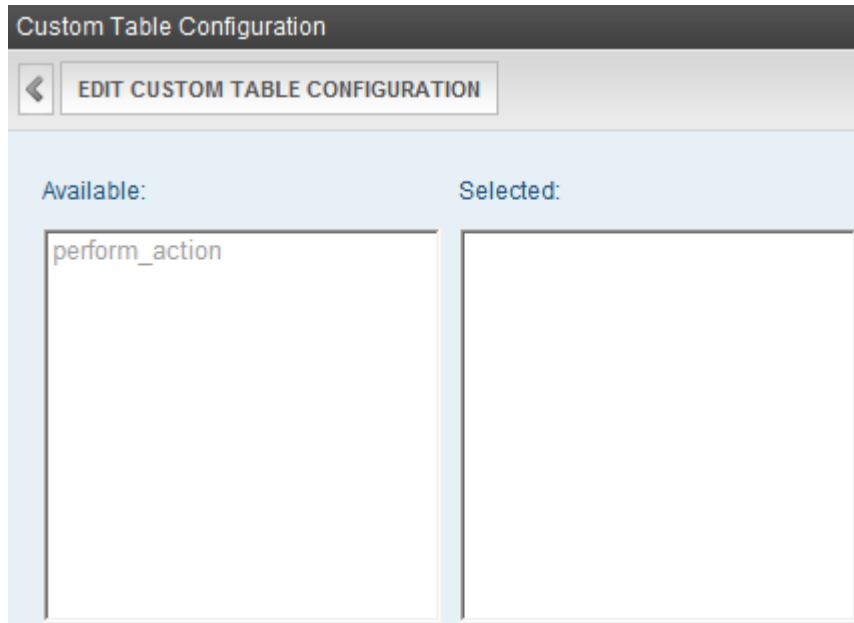 Custom Table Configuration
EDIT CUSTOM TABLE CONFIGURATION
Available:
Selected:
perform_action